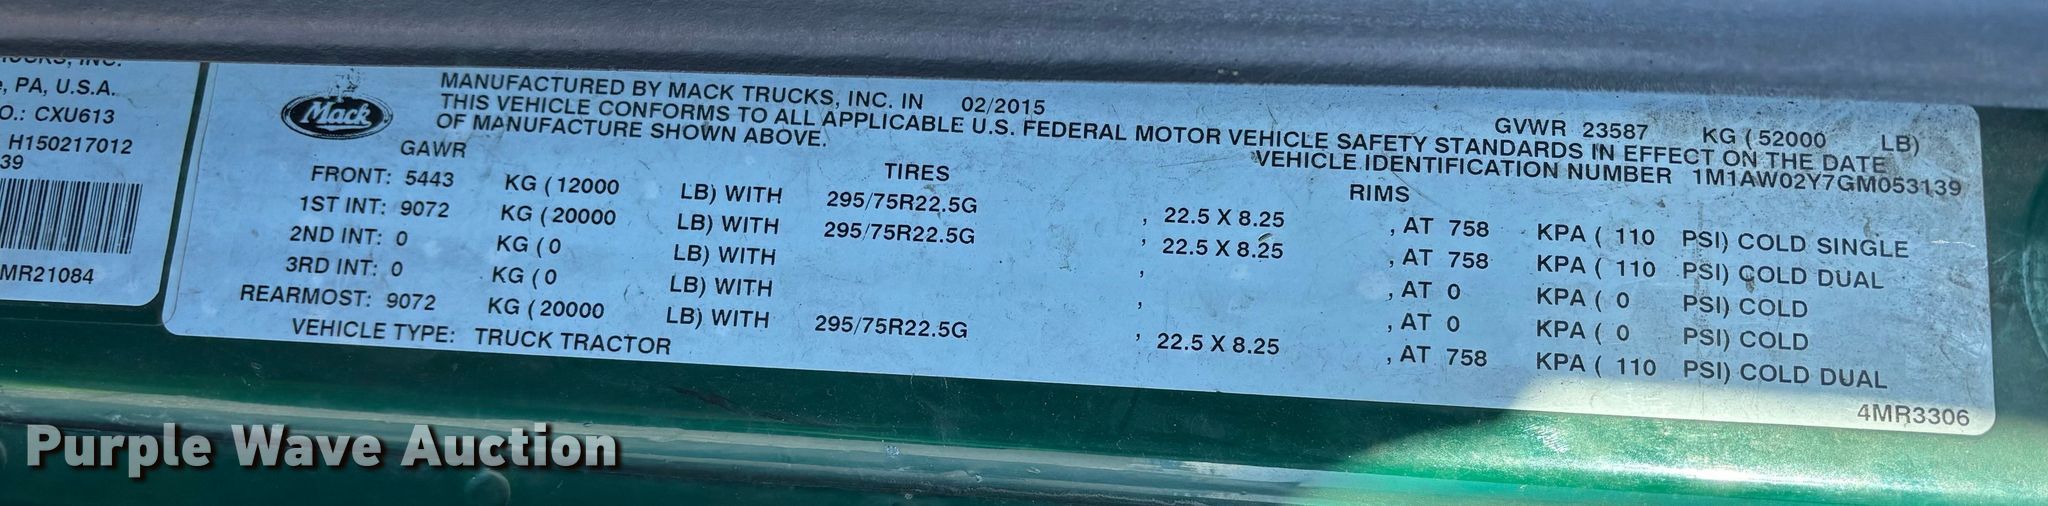 , PA, U.S.A.
O.: CXU613
H150217012
39
MR21084
Mack
MANUFACTURED BY MACK TRUCKS, INC. IN 02/2015 GVWR 23587 KG ( 52000 LB)
THIS VEHICLE CONFORMS TO ALL APPLICABLE U.S. FEDERAL MOTOR VEHICLE SAFETY STANDARDS IN EFFECT ON THE DATE
OF MANUFACTURE SHOWN ABOVE. VEHICLE IDENTIFICATION NUMBER 1M1AW02Y7GM053139
GAWR TIRES RIMS
FRONT: 5443 KG ( 12000 LB) WITH 295/75R22.5G , 22.5 X 8.25 , AT 758 KPA ( 110 PSI) COLD SINGLE
1ST INT: 9072 KG ( 20000 LB) WITH 295/75R22.5G , 22.5 X 8.25 , AT 758 KPA ( 110 PSI) COLD DUAL
2ND INT: 0 KG ( 0 LB) WITH , , AT 0 KPA ( 0 PSI) COLD
3RD INT: 0 KG ( 0 LB) WITH , , AT 0 KPA ( 0 PSI) COLD
REARMOST: 9072 KG ( 20000 LB) WITH 295/75R22.5G , 22.5 X 8.25 , AT 758 KPA ( 110 PSI) COLD DUAL
VEHICLE TYPE: TRUCK TRACTOR
4MR3306
Purple Wave Auction